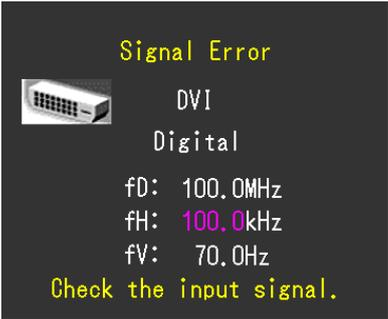 Signal Error
DVI
Digital
fD: 100.0MHz
fH: 100.0kHz
fV: 70.0Hz
Check the input signal.